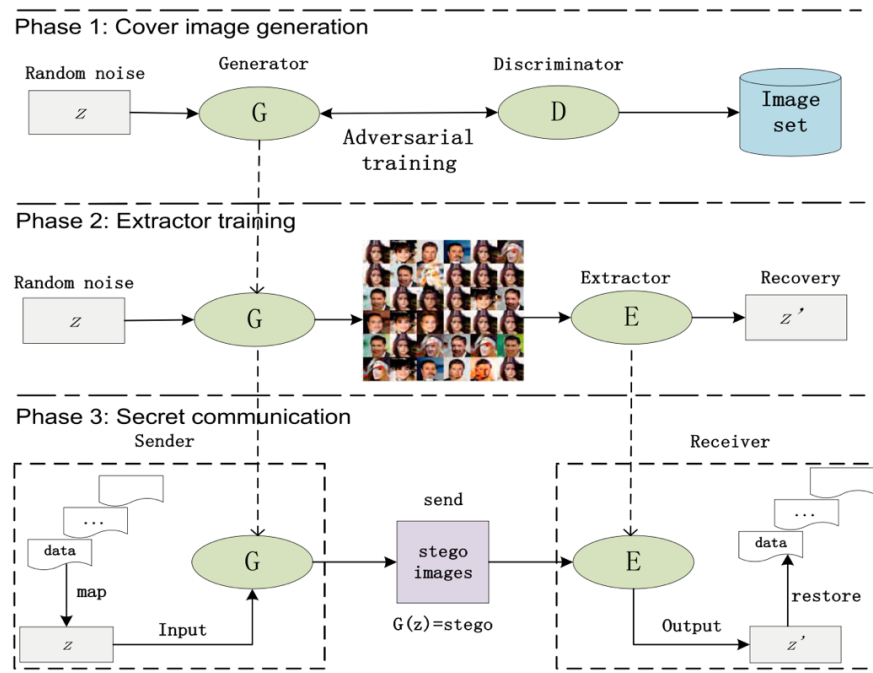 Phase 1: Cover image generation
Random noise
Generator
Discriminator
z
G
D
Image
set
Adversarial
training
Phase 2: Extractor training
Random noise
Extractor
Recovery
z
G
E
z'
Phase 3: Secret communication
Sender
Receiver
...
...
send
data
data
G
stego
images
E
map
restore
Input
G(z)=stego
Output
z
z'